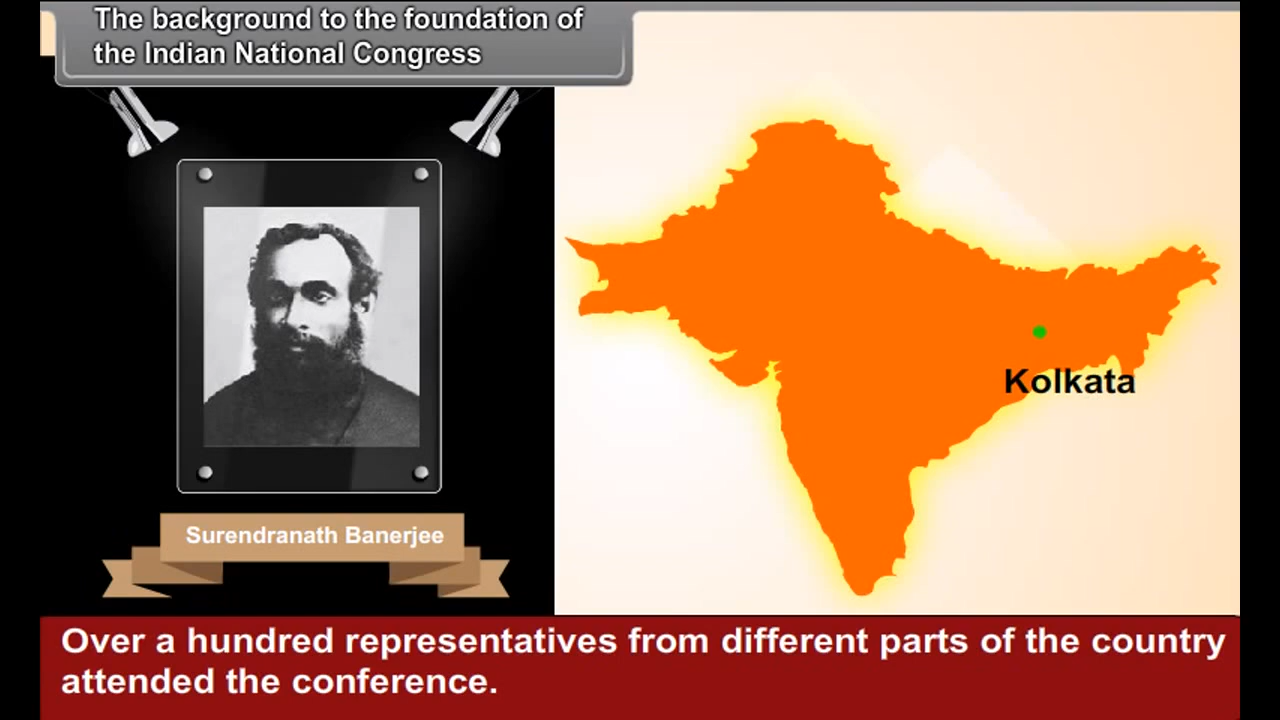 The background to the foundation of
the Indian National Congress
Surendranath Banerjee
Kolkata
Over a hundred representatives from different parts of the country
attended the conference.